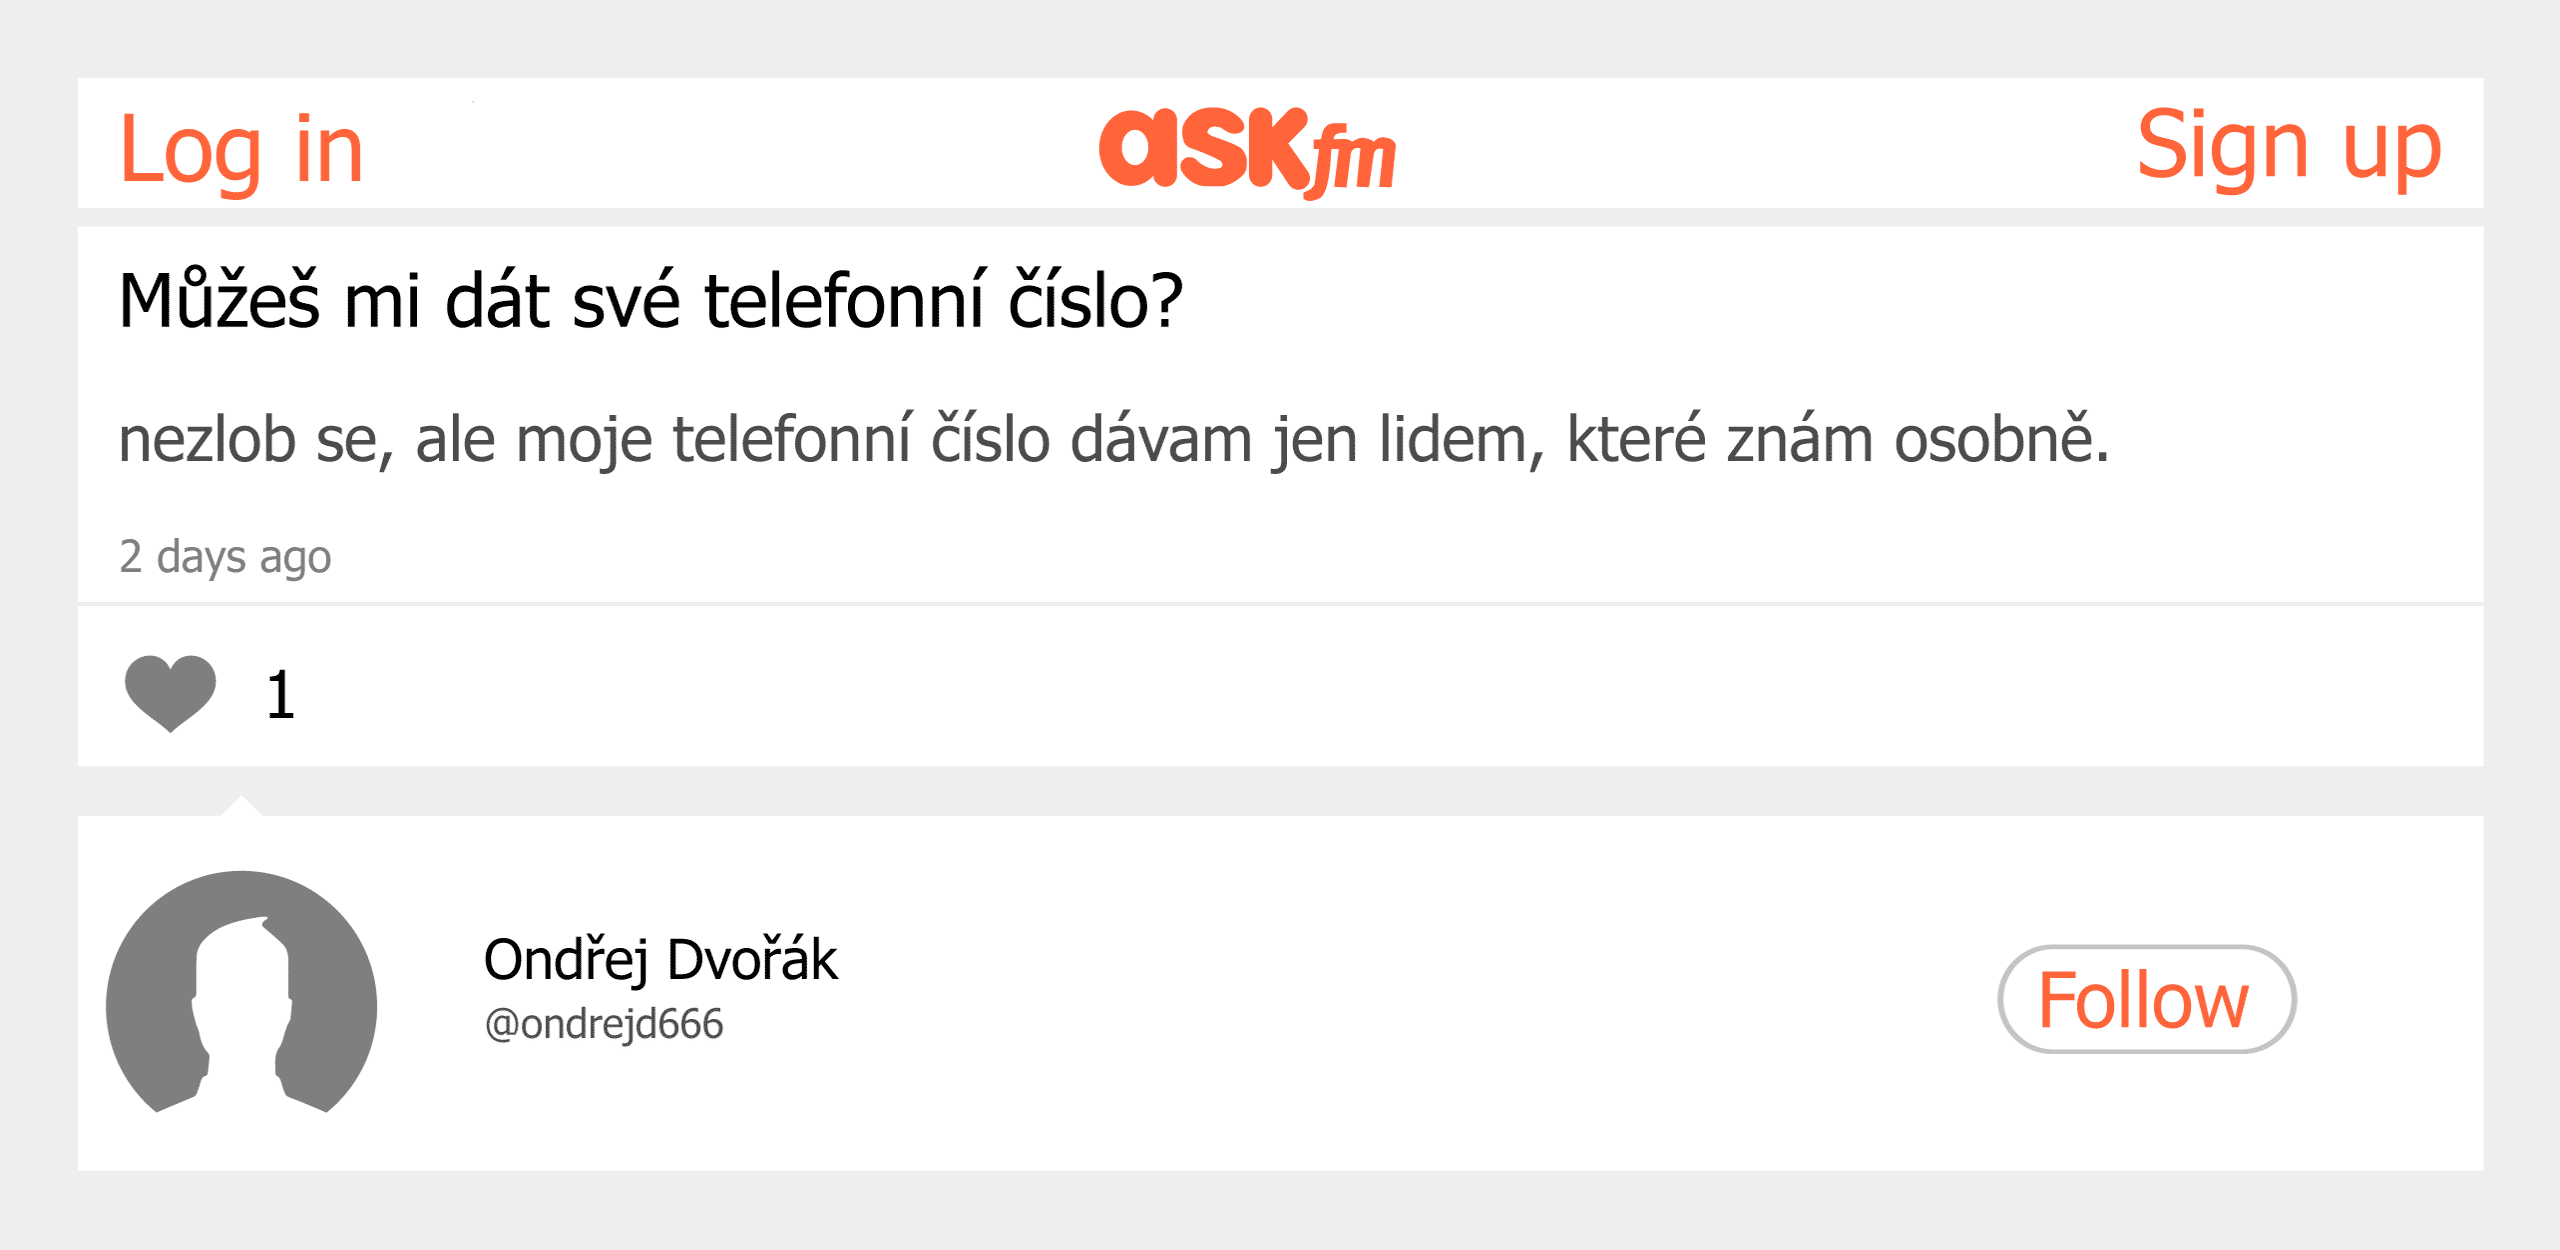 Log in
askfm
Sign up
Můžeš mi dát své telefonní číslo?
nezlob se, ale moje telefonní číslo dávam jen lidem, které znám osobně.
2 days ago
1
Ondřej Dvořák
@ondrejd666
Follow